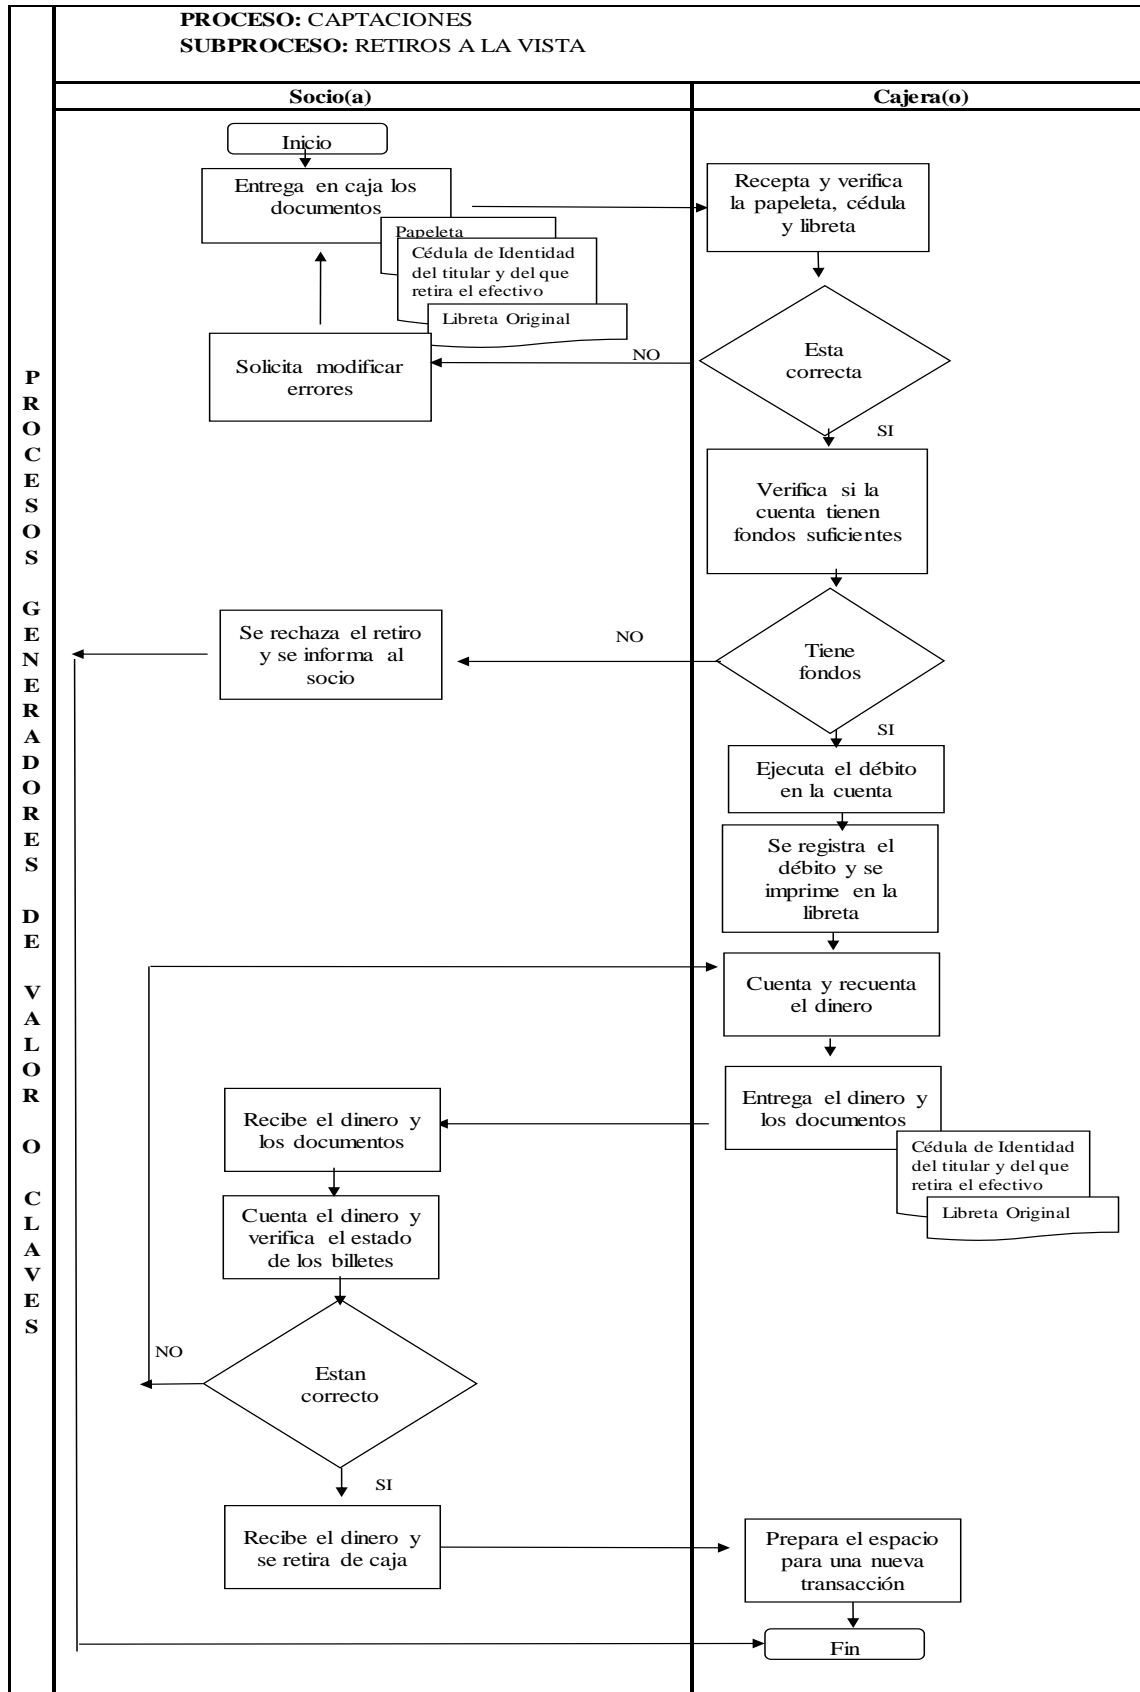 PROCESO: CAPTACIONES
SUBPROCESO: RETIROS A LA VISTA
Socio(a)
Cajera(o)
PROCESOS GENERADORES DE VALOR O CLAVES
Inicio
Entrega en caja los
documentos
Papeleta
Cédula de Identidad
del titular y del que
retira el efectivo
Libreta Original
Recepta y verifica
la papeleta, cédula
y libreta
Esta
correcta
NO
Solicita modificar
errores
SI
Verifica si la
cuenta tienen
fondos suficientes
Tiene
fondos
NO
Se rechaza el retiro
y se informa al
socio
SI
Ejecuta el débito
en la cuenta
Se registra el
débito y se
imprime en la
libreta
Cuenta y recuenta
el dinero
Entrega el dinero y
los documentos
Cédula de Identidad
del titular y del que
retira el efectivo
Libreta Original
Recibe el dinero y
los documentos
Cuenta el dinero y
verifica el estado
de los billetes
Estan
correcto
NO
SI
Recibe el dinero y
se retira de caja
Prepara el espacio
para una nueva
transacción
Fin